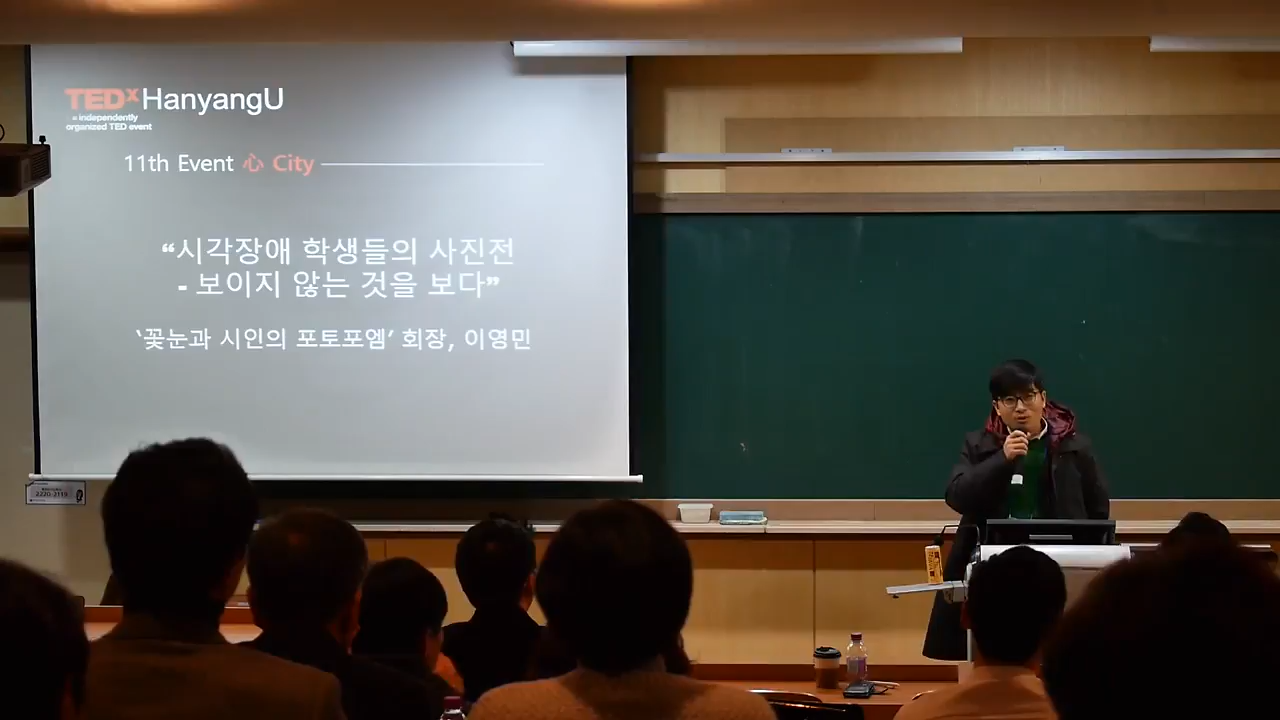 TEDxHanyangU
= independently
organized TED event
11th Event 心 City
“시각장애 학생들의 사진전
- 보이지 않는 것을 보다”
‘꽃눈과 시인의 포토포엠’ 회장, 이영민
2220-2119